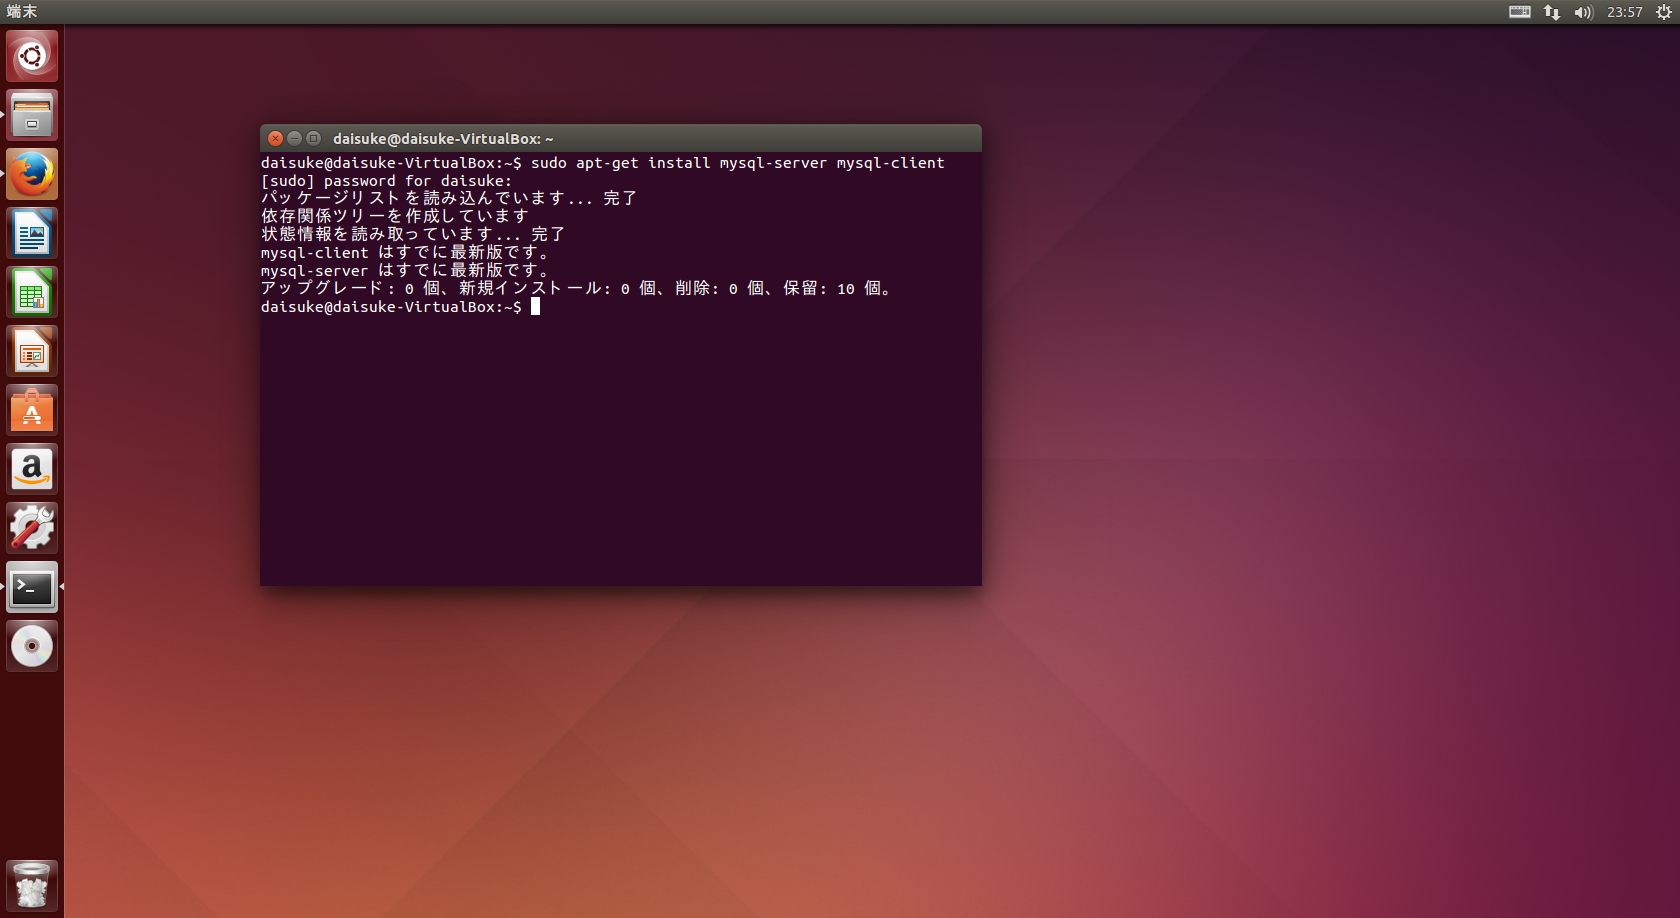 端末
23:57
daisuke@daisuke-VirtualBox: ~
daisuke@daisuke-VirtualBox:~$ sudo apt-get install mysql-server mysql-client
[sudo] password for daisuke:
パッケージリストを読み込んでいます... 完了
依存関係ツリーを作成しています
状態情報を読み取っています... 完了
mysql-client はすでに最新版です。
mysql-server はすでに最新版です。
アップグレード: 0 個、新規インストール: 0 個、削除: 0 個、保留: 10 個。
daisuke@daisuke-VirtualBox:~$